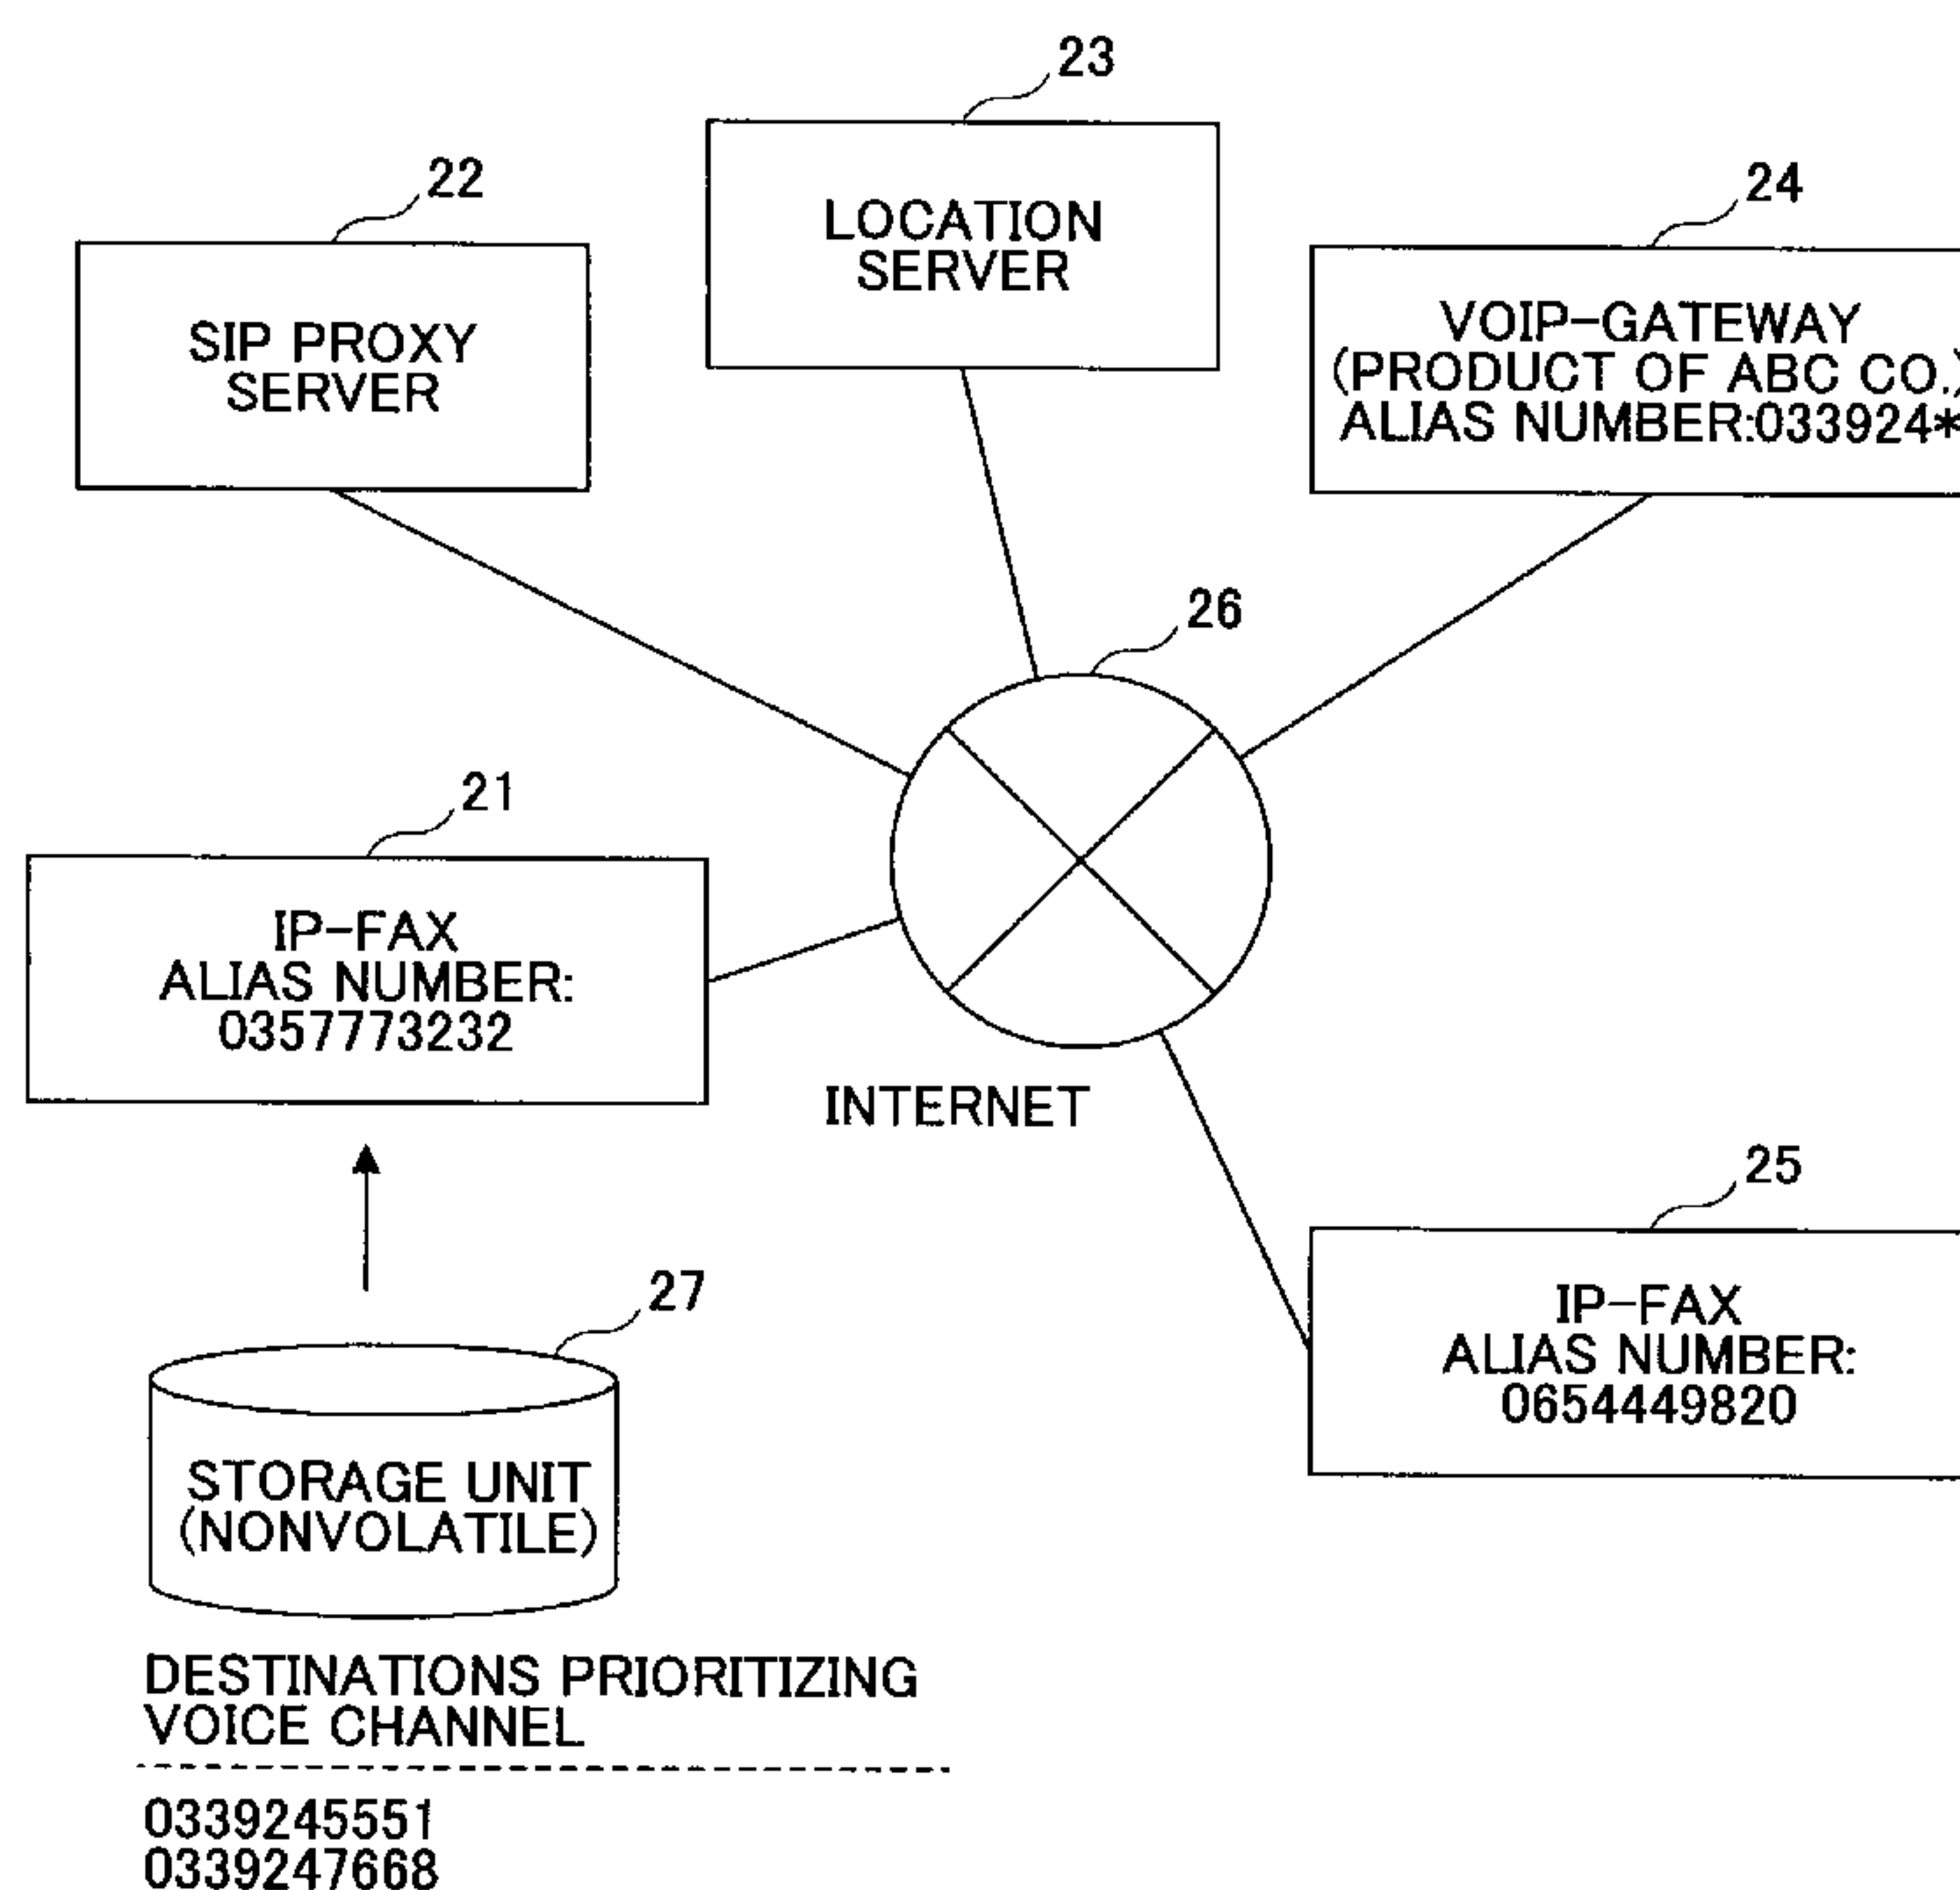 23
22
24
LOCATION
SERVER
SIP PROXY
SERVER
VOIP-GATEWAY
(PRODUCT OF ABC CO.)
ALIAS NUMBER:033924*
26
21
IP-FAX
ALIAS NUMBER:
0357773232
INTERNET
25
IP-FAX
ALIAS NUMBER:
0654449820
27
STORAGE UNIT
(NONVOLATILE)
DESTINATIONS PRIORITIZING
VOICE CHANNEL
0339245551
0339247668